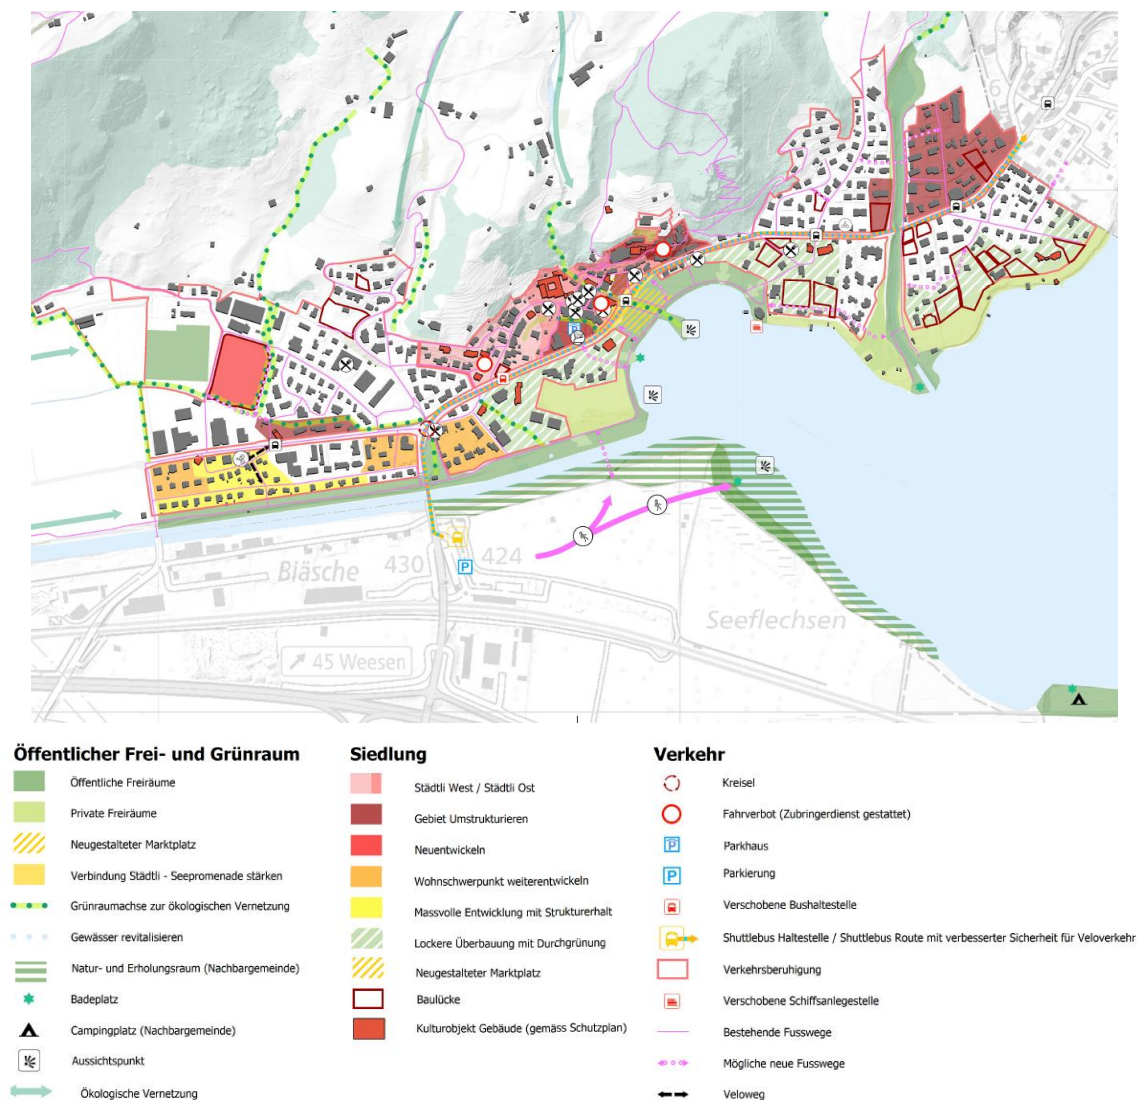 6
P
Biäsche
430
424
P
Seeflechsen
45 Weesen
Öffentlicher Frei- und Grünraum
Öffentliche Freiräume
Private Freiräume
Neugestalteter Marktplatz
Verbindung Städtli - Seepromenade stärken
Grünraumachse zur ökologischen Vernetzung
Gewässer revitalisieren
Natur- und Erholungsraum (Nachbargemeinde)
Badeplatz
Campingplatz (Nachbargemeinde)
Aussichtspunkt
Ökologische Vernetzung
Siedlung
Städtli West / Städtli Ost
Gebiet Umstrukturieren
Neuentwickeln
Wohnschwerpunkt weiterentwickeln
Massvolle Entwicklung mit Strukturerhalt
Lockere Überbauung mit Durchgrünung
Neugestalteter Marktplatz
Baulücke
Kulturobjekt Gebäude (gemäss Schutzplan)
Verkehr
Kreisel
Fahrverbot (Zubringerdienst gestattet)
P Parkhaus
P Parkierung
Verschobene Bushaltestelle
Shuttlebus Haltestelle / Shuttlebus Route mit verbesserter Sicherheit für Veloverkehr
Verkehrsberuhigung
Verschobene Schiffsanlegestelle
Bestehende Fusswege
Mögliche neue Fusswege
Veloweg